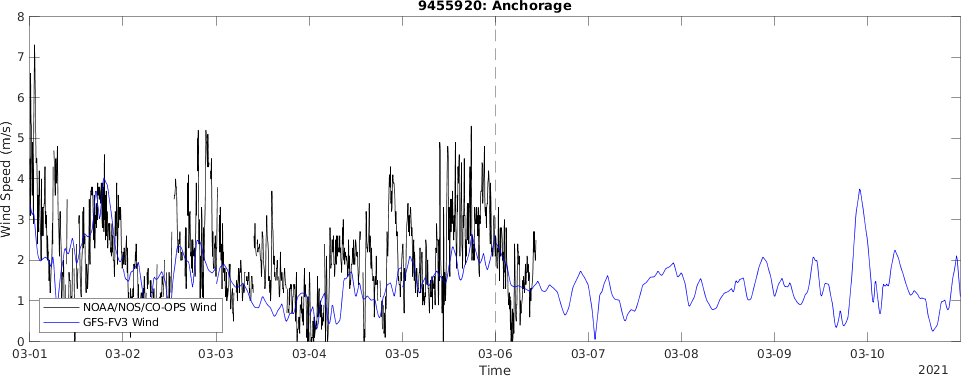 9455920: Anchorage
Wind Speed (m/s)
8
7
6
5
4
3
2
1
0
NOAA/NOS/CO-OPS Wind
GFS-FV3 Wind
03-01 03-02 03-03 03-04 03-05 03-06 03-07 03-08 03-09 03-10
Time
2021